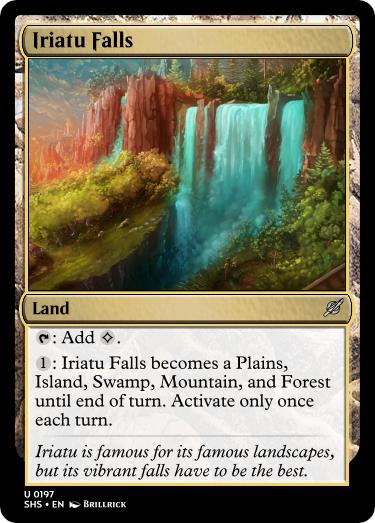 Iriatu Falls
Land
: Add .
1: Iriatu Falls becomes a Plains,
Island, Swamp, Mountain, and Forest
until end of turn. Activate only once
each turn.
Iriatu is famous for its famous landscapes,
but its vibrant falls have to be the best.
U 0197
SHS • EN BRILLRICK